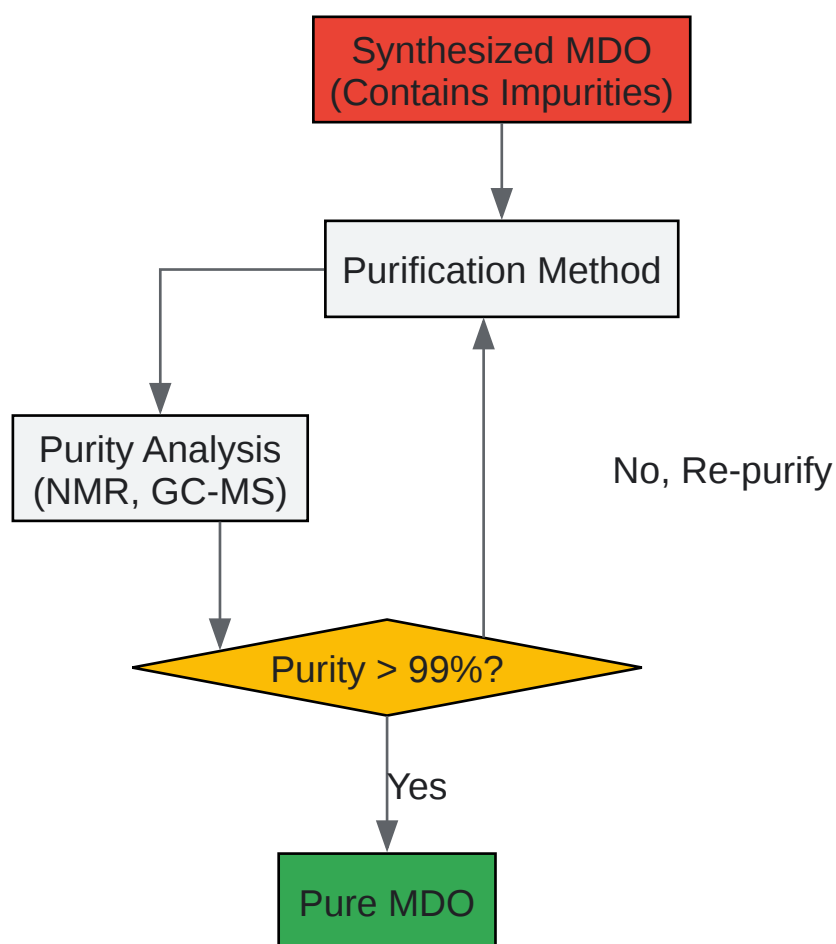 Synthesized MDO
(Contains Impurities)
Purification Method
Purity Analysis
(NMR, GC-MS)
No, Re-purify
Purity > 99%?
Yes
Pure MDO